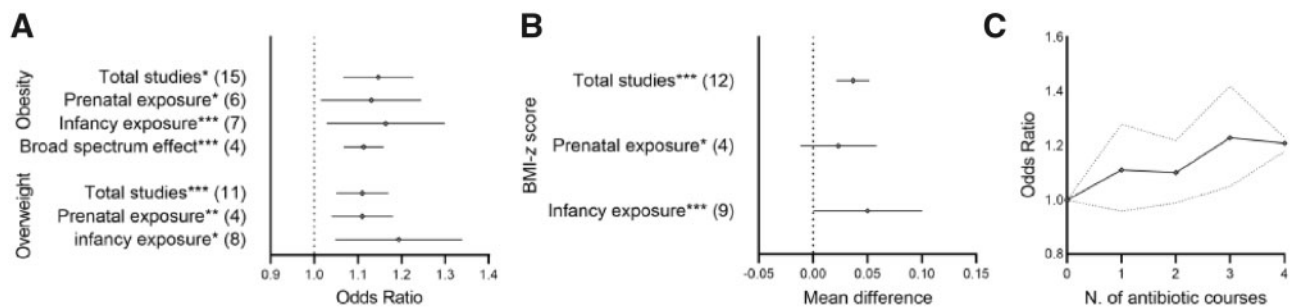 A
Obesity
Total studies* (15)
Prenatal exposure* (6)
Infancy exposure*** (7)
Broad spectrum effect*** (4)
Overweight
Total studies*** (11)
Prenatal exposure** (4)
infancy exposure* (8)
0.9 1.0 1.1 1.2 1.3 1.4
Odds Ratio
B
BMI-z score
Total studies*** (12)
Prenatal exposure* (4)
Infancy exposure*** (9)
-0.05 0.00 0.05 0.10 0.15
Mean difference
C
Odds Ratio
1.6
1.4
1.2
1.0
0.8
0 1 2 3 4
N. of antibiotic courses